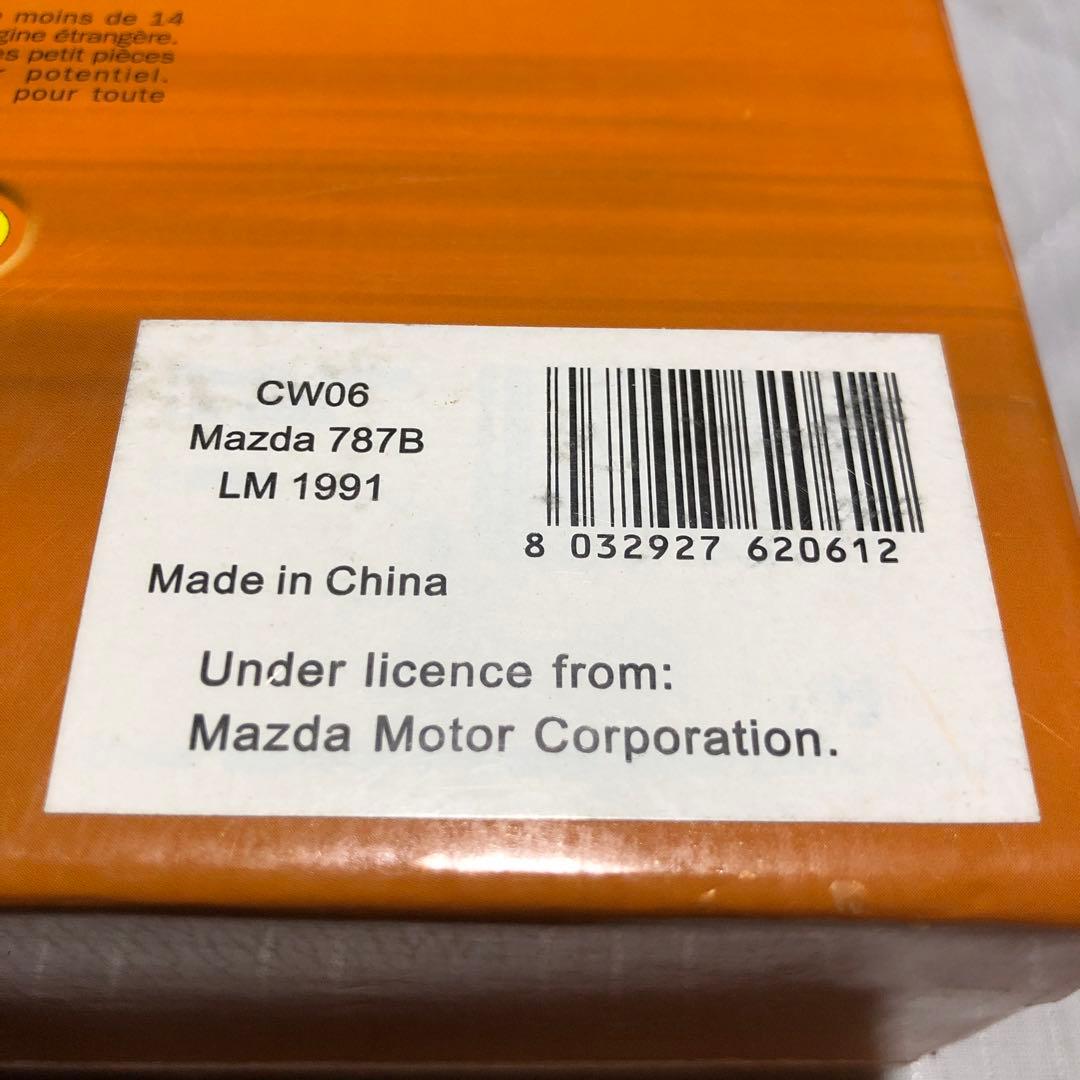 moins de 14
gine étrangère.
es petit pièces
r potentiel.
pour toute
CW06
Mazda 787B
LM 1991
8 032927 620612
Made in China
Under licence from:
Mazda Motor Corporation.